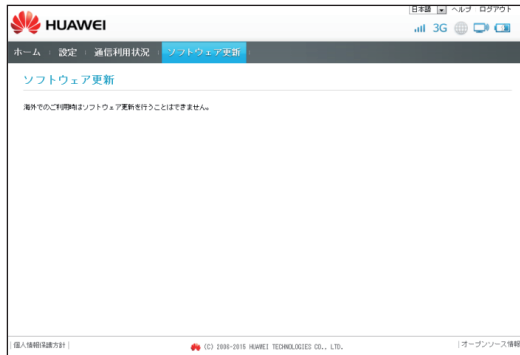 日本語 ヘルプ ログアウト
HUAWEI
3G
ホーム 設定 通信利用状況 ソフトウェア更新
ソフトウェア更新
海外でのご利用時はソフトウェア更新を行うことはできません。
個人情報保護方針 | (C) 2006-2015 HUAWEI TECHNOLOGIES CO., LTD. | オープンソース情報